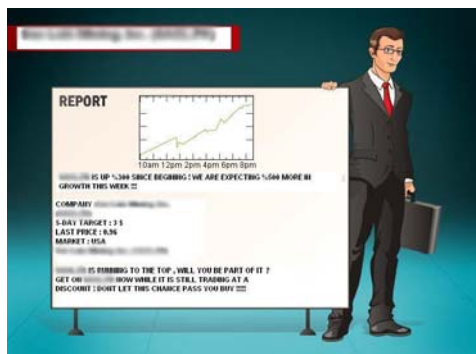 REPORT
10am 12pm 2pm 4pm 6pm 8pm
IS UP %300 SINCE BEGINING ! WE ARE EXPECTING %500 MORE IN
GROWTH THIS WEEK !!!
COMPANY
5-DAY TARGET : 3 $
LAST PRICE : 0.96
MARKET : USA
IS RUNNING TO THE TOP , WILL YOU BE PART OF IT ?
GET ON NOW WHILE IT IS STILL TRADING AT A
DISCOUNT ! DONT LET THIS CHANCE PASS YOU BUY !!!!